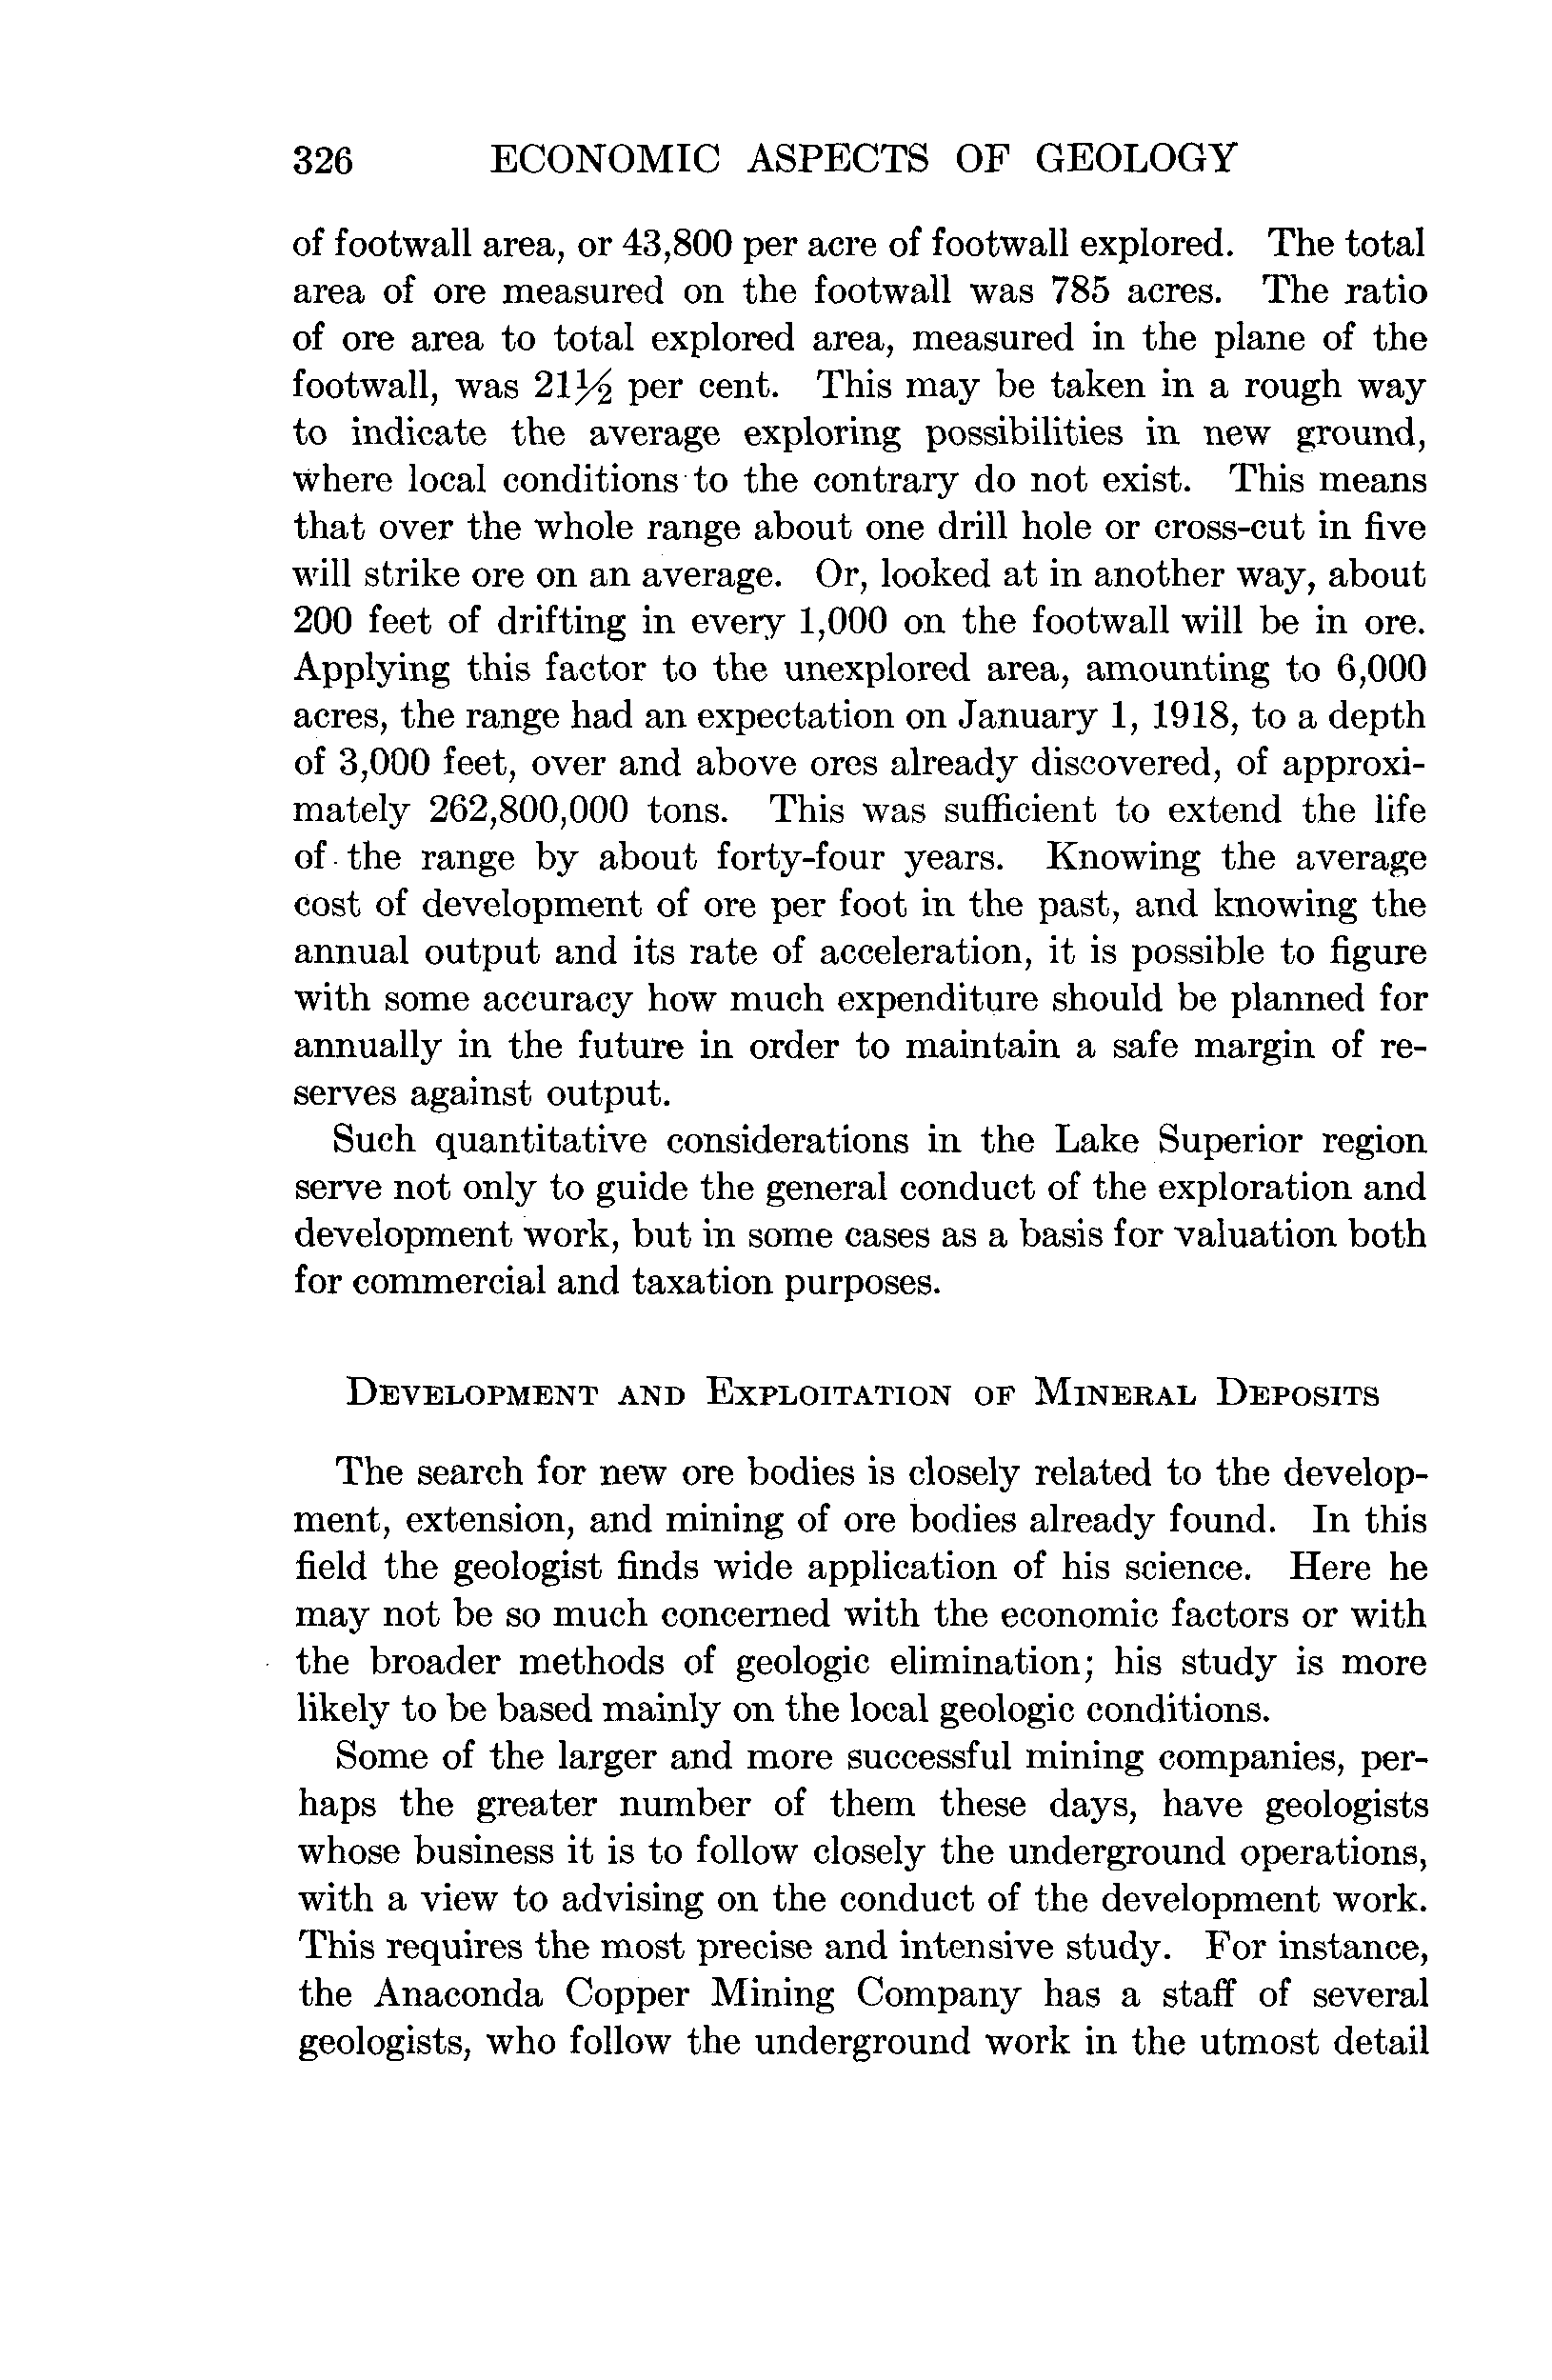 326 ECONOMIC ASPECTS OF GEOLOGY
of footwall area, or 43,800 per acre of footwall explored. The total
area of ore measured on the footwall was 785 acres. The ratio
of ore area to total explored area, measured in the plane of the
footwall, was 21½ per cent. This may be taken in a rough way
to indicate the average exploring possibilities in new ground,
where local conditions to the contrary do not exist. This means
that over the whole range about one drill hole or cross-cut in five
will strike ore on an average. Or, looked at in another way, about
200 feet of drifting in every 1,000 on the footwall will be in ore.
Applying this factor to the unexplored area, amounting to 6,000
acres, the range had an expectation on January 1, 1918, to a depth
of 3,000 feet, over and above ores already discovered, of approxi-
mately 262,800,000 tons. This was sufficient to extend the life
of the range by about forty-four years. Knowing the average
cost of development of ore per foot in the past, and knowing the
annual output and its rate of acceleration, it is possible to figure
with some accuracy how much expenditure should be planned for
annually in the future in order to maintain a safe margin of re-
serves against output.
Such quantitative considerations in the Lake Superior region
serve not only to guide the general conduct of the exploration and
development work, but in some cases as a basis for valuation both
for commercial and taxation purposes.
DEVELOPMENT AND EXPLOITATION OF MINERAL DEPOSITS
The search for new ore bodies is closely related to the develop-
ment, extension, and mining of ore bodies already found. In this
field the geologist finds wide application of his science. Here he
may not be so much concerned with the economic factors or with
the broader methods of geologic elimination; his study is more
likely to be based mainly on the local geologic conditions.
Some of the larger and more successful mining companies, per-
haps the greater number of them these days, have geologists
whose business it is to follow closely the underground operations,
with a view to advising on the conduct of the development work.
This requires the most precise and intensive study. For instance,
the Anaconda Copper Mining Company has a staff of several
geologists, who follow the underground work in the utmost detail